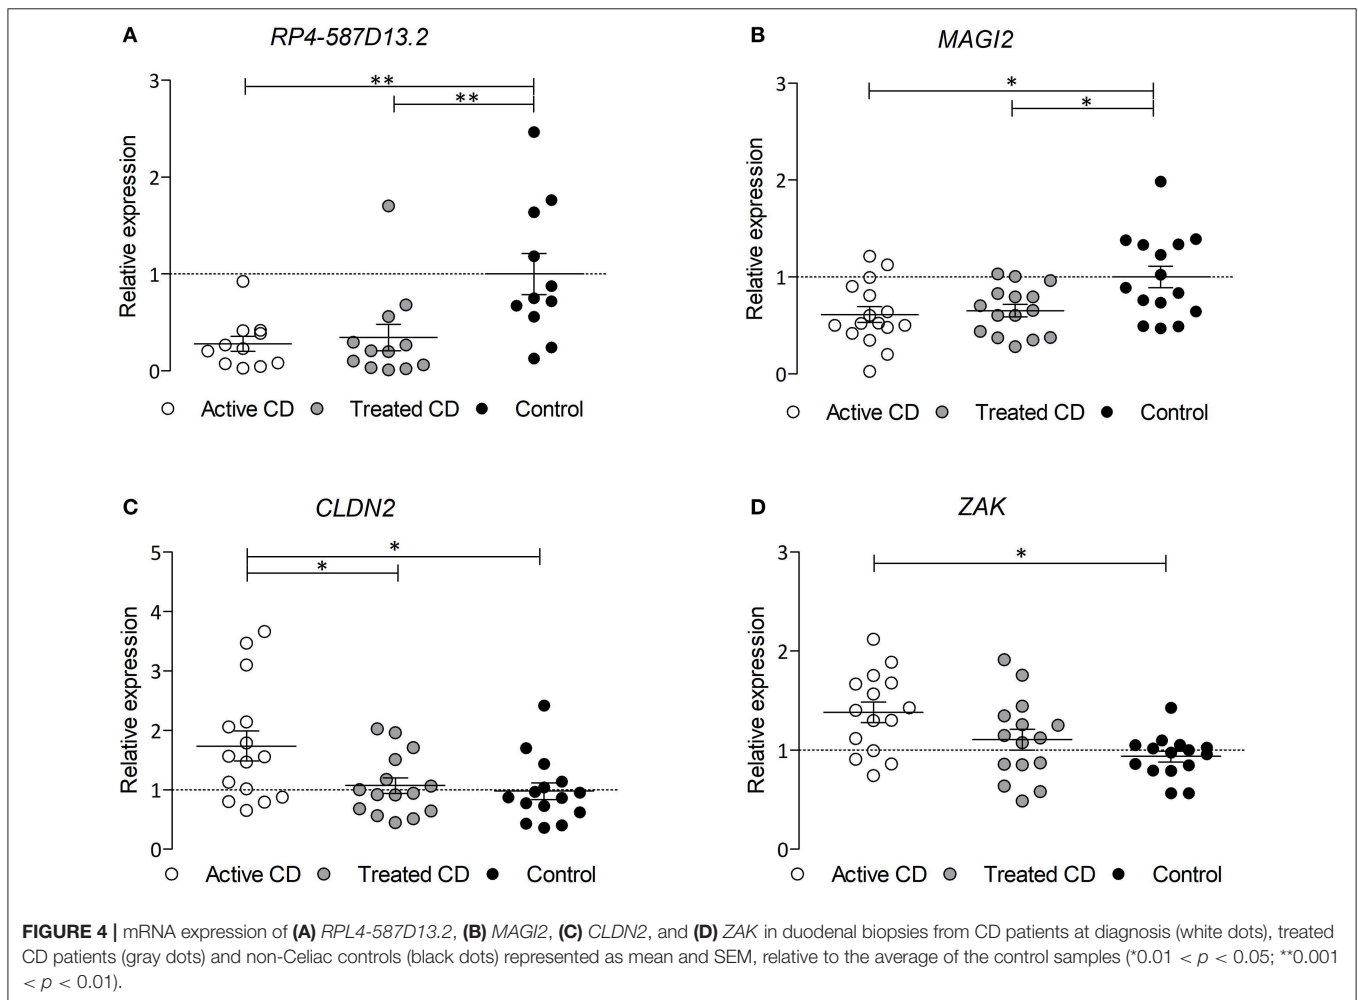 A
RP4-587D13.2
**
**
3
2
1
0
Relative expression
Active CD Treated CD Control
B
MAGI2
*
*
3
2
1
0
Relative expression
Active CD Treated CD Control
C
CLDN2
*
*
5
4
3
2
1
0
Relative expression
Active CD Treated CD Control
D
ZAK
*
3
2
1
0
Relative expression
Active CD Treated CD Control
FIGURE 4 | mRNA expression of (A) RPL4-587D13.2, (B) MAGI2, (C) CLDN2, and (D) ZAK in duodenal biopsies from CD patients at diagnosis (white dots), treated
CD patients (gray dots) and non-Celiac controls (black dots) represented as mean and SEM, relative to the average of the control samples (*0.01 < p < 0.05; **0.001
< p < 0.01).